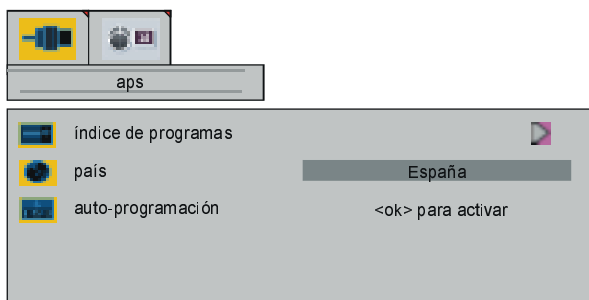 aps
índice de programas
país España
auto-programación <ok> para activar